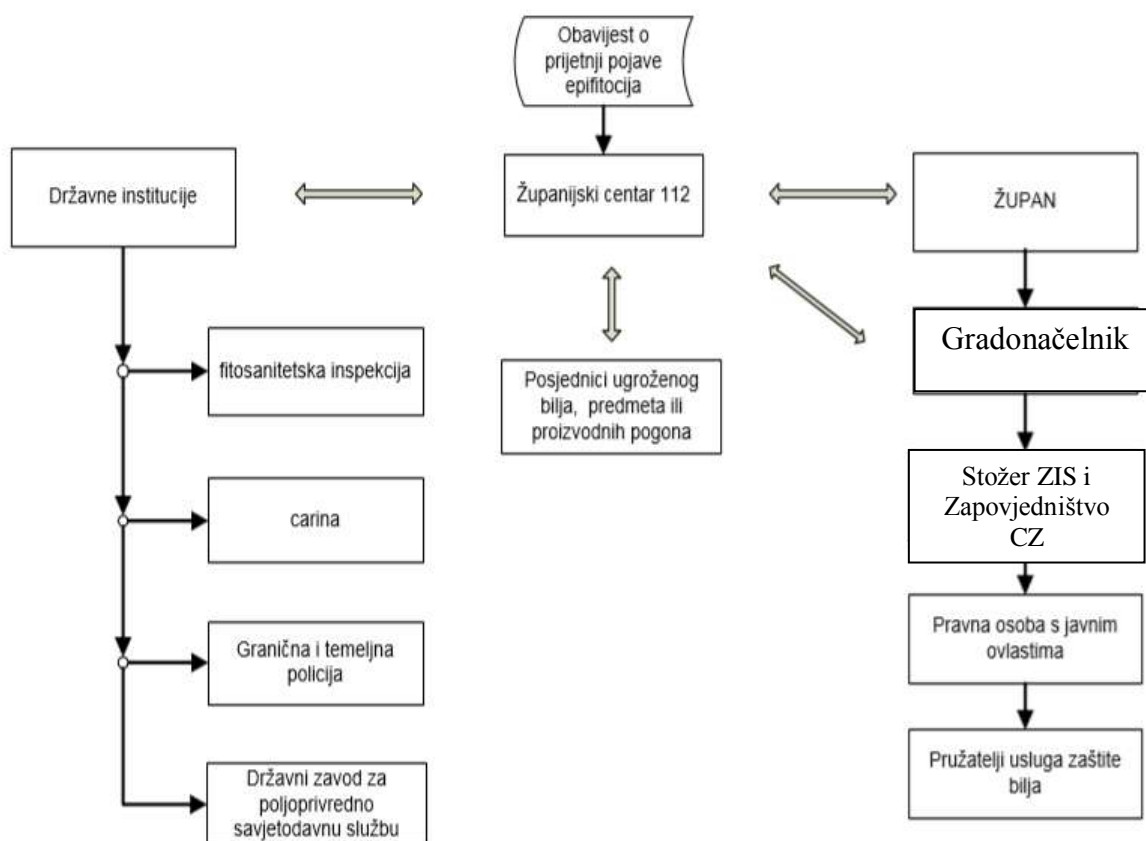 Obavijest o
prijetnji pojave
epifitocija
Državne institucije
Županijski centar 112
ŽUPAN
Gradonačelnik
fitosanitetska inspekcija
Posjednici ugroženog
bilja, predmeta ili
proizvodnih pogona
Stožer ZIS i
Zapovjedništvo
CZ
carina
Pravna osoba s javnim
ovlastima
Granična i temeljna
policija
Pružatelji usluga zaštite
bilja
Državni zavod za
poljoprivredno
savjetodavnu službu